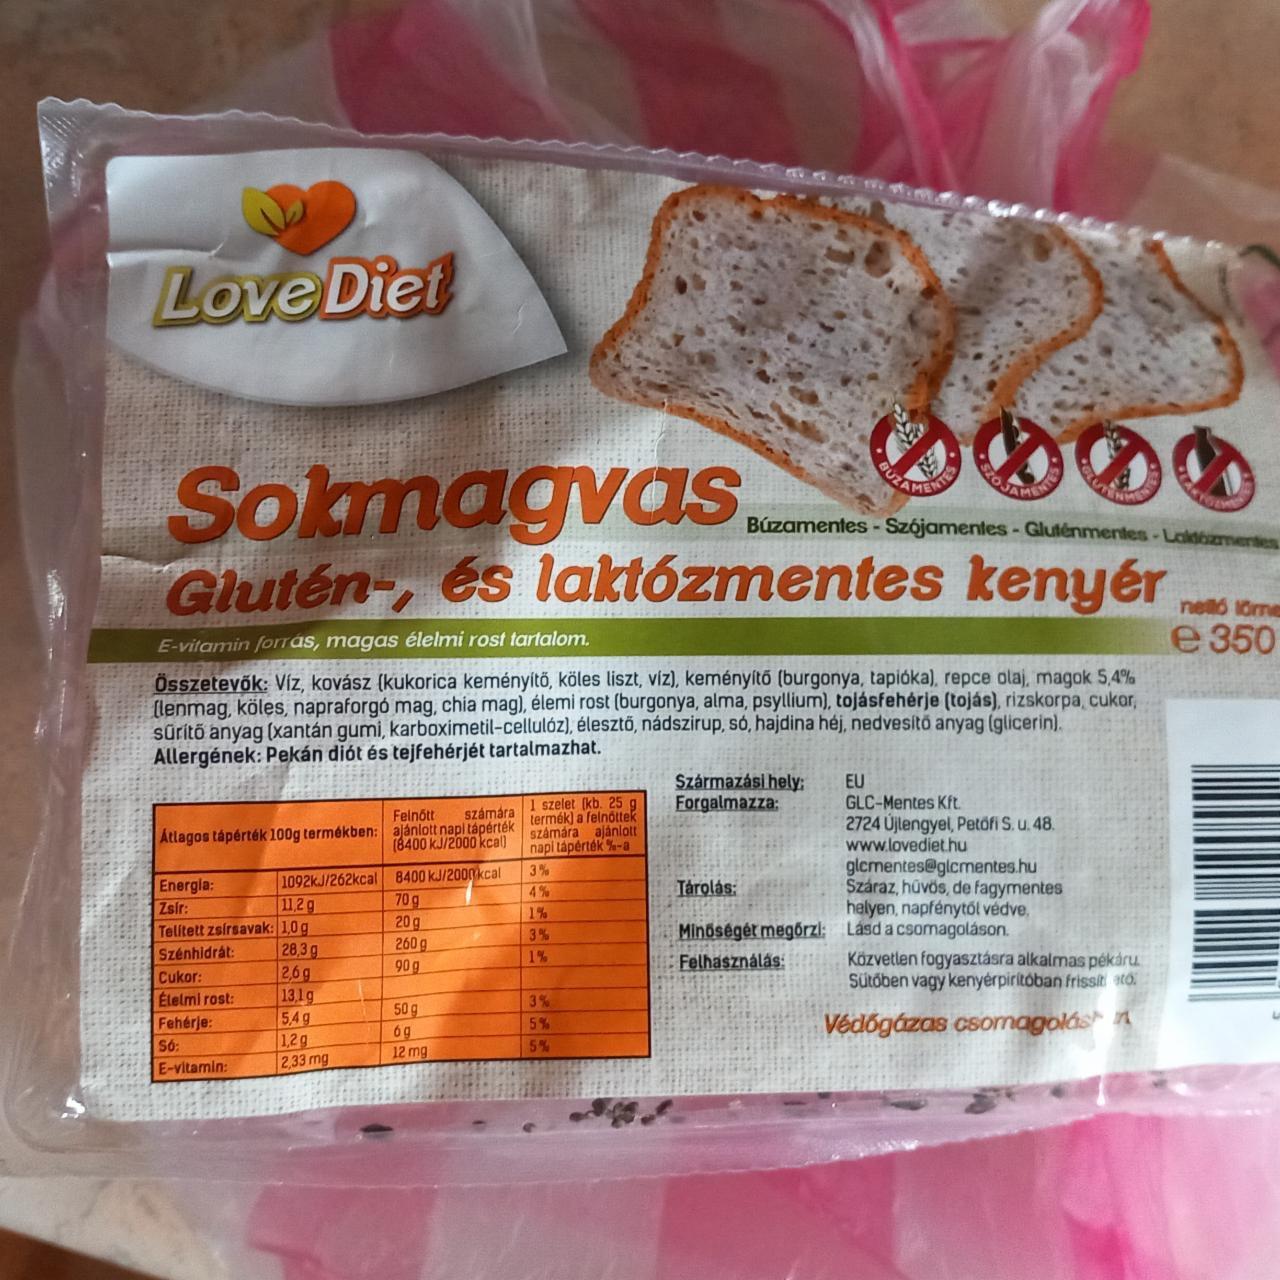 Love Diet
BÚZAMENTES
SZÓJAMENTES
GLUTÉNMENTES
Sokmagvas
Búzamentes - Szójamentes - Gluténmentes - Laktózmentes
Glutén-, és laktózmentes kenyér
nettó
e 350
E-vitamin forrás, magas élelmi rost tartalom.
Összetevők: Víz, kovász (kukorica keményítő, köles liszt, víz), keményítő (burgonya, tapióka), repce olaj, magok 5,4%
(lenmag, köles, napraforgó mag, chia mag), élemi rost (burgonya, alma, psyllium), tojásfehérje (tojás), rizskorpa, cukor,
sűrítő anyag (xantán gumi, karboximetil-cellulóz), élesztő, nádszirup, só, hajdina héj, nedvesítő anyag (glicerin).
Allergének: Pekán diót és tejfehérjét tartalmazhat.
Átlagos tápérték 100g termékben:
Felnőtt számára
ajánlott napi tápérték
(8400 kJ/2000 kcal)
1 szelet (kb. 25 g
termék) a felnőttek
számára ajánlott
napi tápérték %-a
Energia: 1092kJ/262kcal 8400 kJ/2000 kcal 3%
Zsír: 11,2 g 70 g 4%
Telített zsírsavak: 1,0 g 20 g 1%
Szénhidrát: 28,3 g 260 g 3%
Cukor: 2,6 g 90 g 1%
Élelmi rost: 13,1 g
Fehérje: 5,4 g 50 g 3%
Só: 1,2 g 6 g 5%
E-vitamin: 2,33 mg 12 mg 5%
Származási hely: EU
Forgalmazza: GLC-Mentes Kft.
2724 Újlengyel, Petőfi S. u. 48.
www.lovediet.hu
glcmentes@glcmentes.hu
Tárolás: Száraz, hűvös, de fagymentes
helyen, napfénytől védve.
Minőségét megőrzi: Lásd a csomagoláson.
Felhasználás: Közvetlen fogyasztásra alkalmas pékáru.
Sütőben vagy kenyérpirítóban frissíthető.
Védőgázas csomagolásban